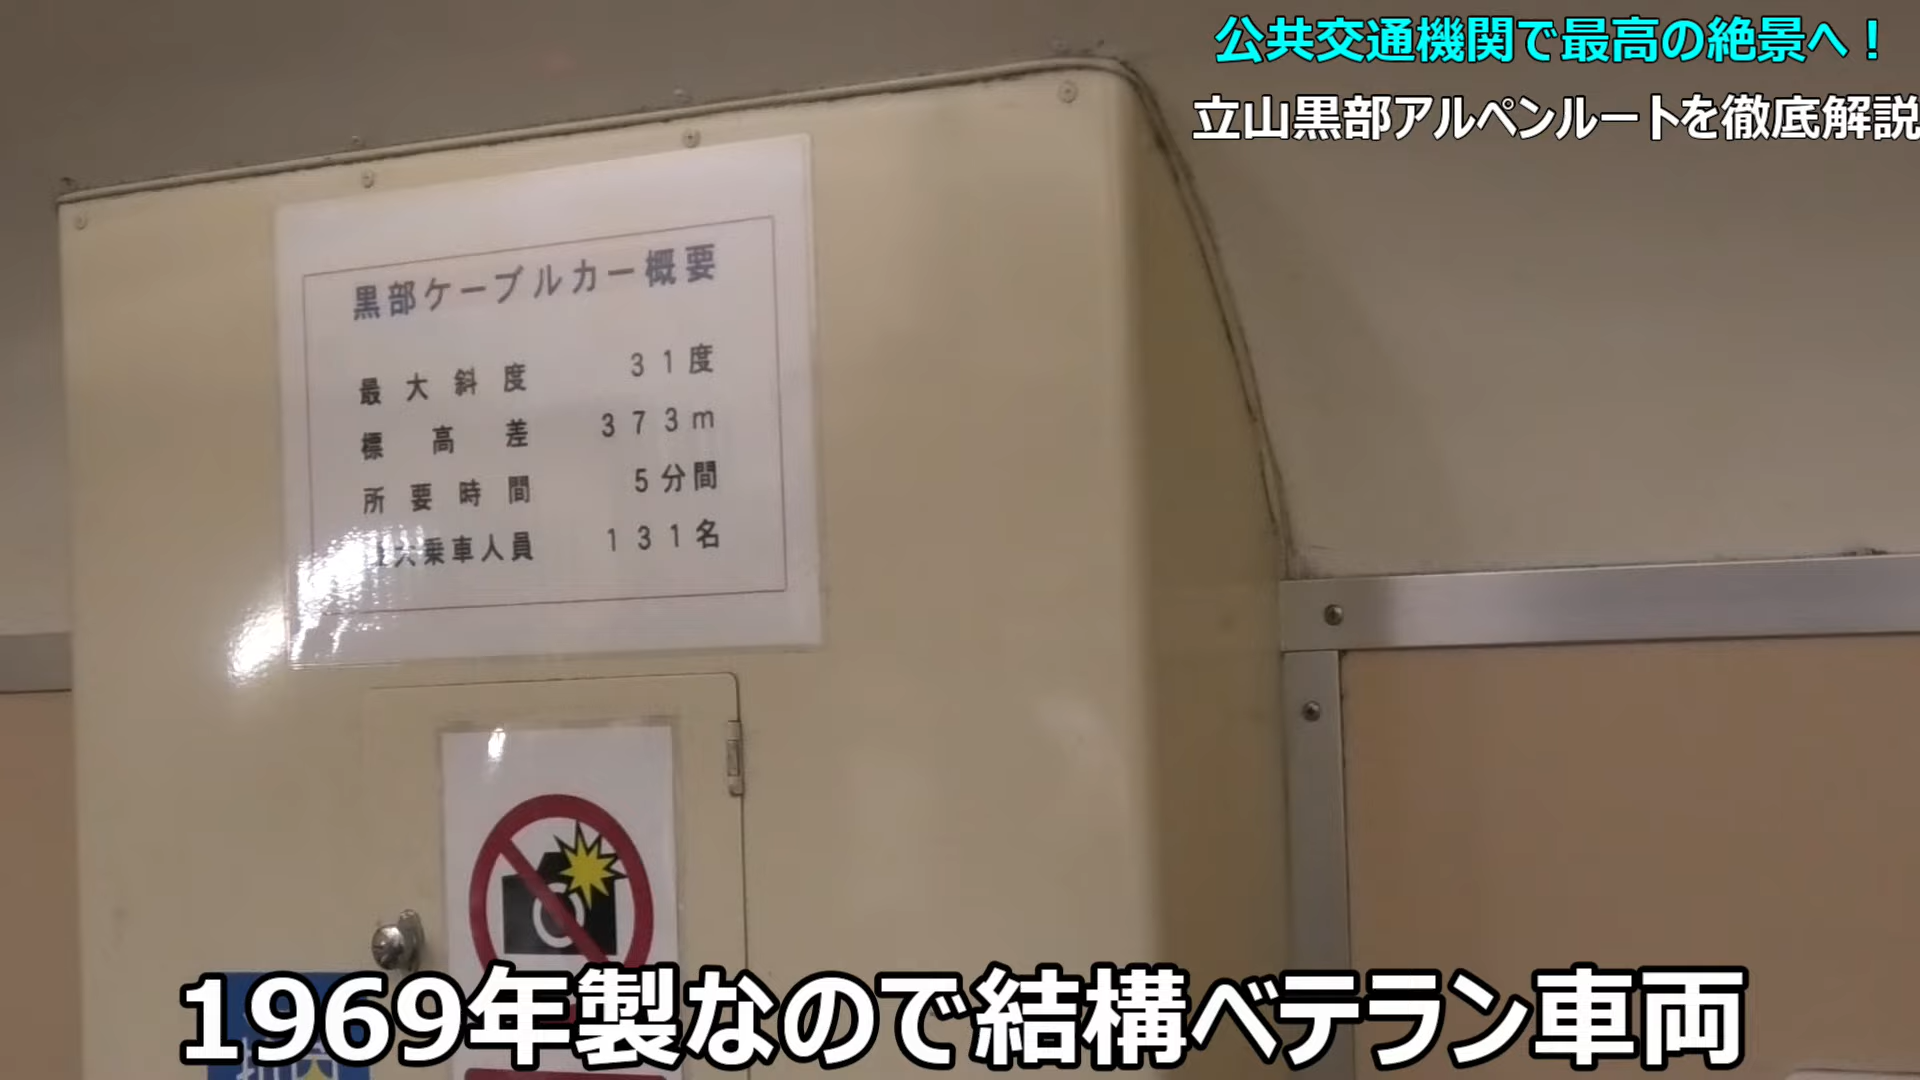 公共交通機関で最高の絶景へ！
立山黒部アルペンルートを徹底解説
黒部ケーブルカー概要
最大斜度 31度
標高差 373m
所要時間 5分間
大乗車人員 131名
1969年製なので結構ベテラン車両